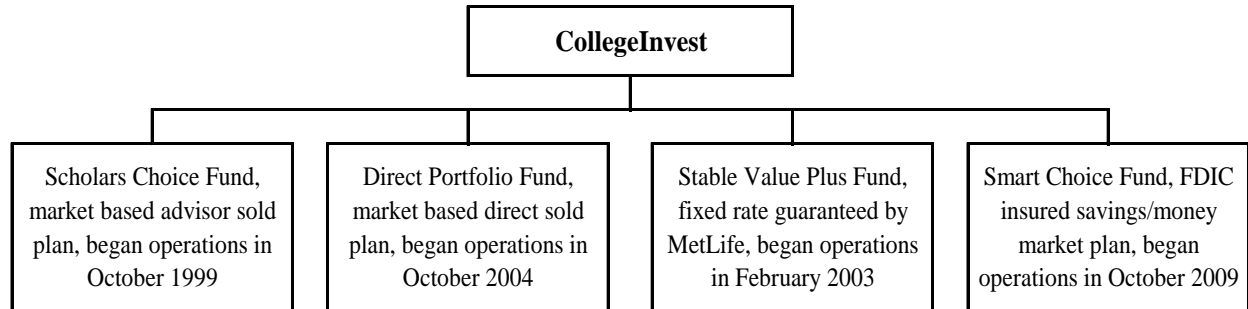 CollegeInvest
Scholars Choice Fund,
market based advisor sold
plan, began operations in
October 1999
Direct Portfolio Fund,
market based direct sold
plan, began operations in
October 2004
Stable Value Plus Fund,
fixed rate guaranteed by
MetLife, began operations
in February 2003
Smart Choice Fund, FDIC
insured savings/money
market plan, began
operations in October 2009